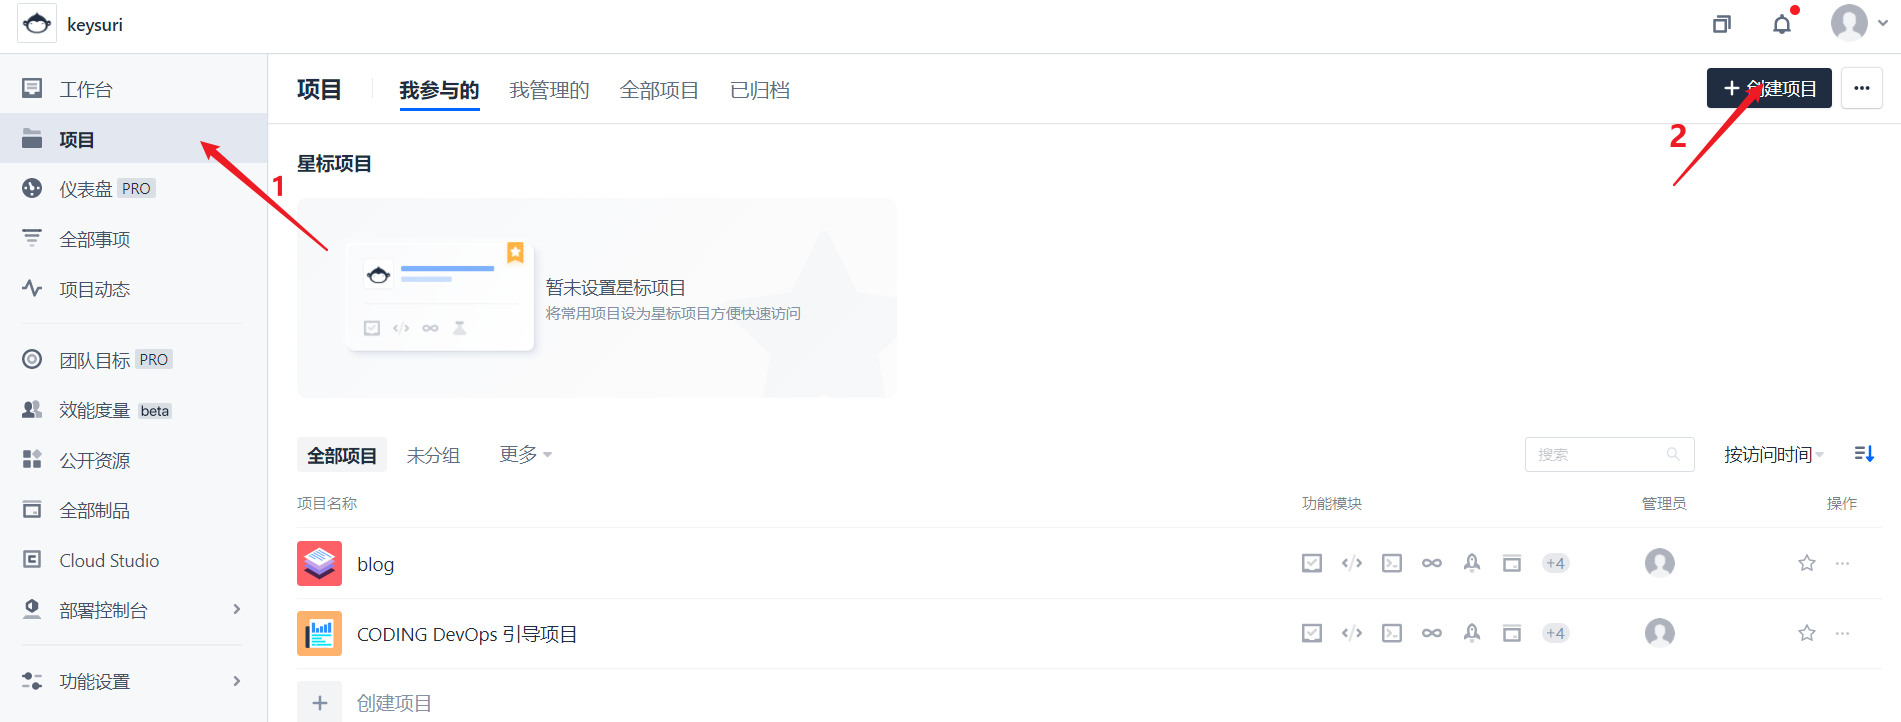 keysuri
工作台
项目
仪表盘 PRO
全部事项
项目动态
团队目标 PRO
效能度量 beta
公开资源
全部制品
Cloud Studio
部署控制台
功能设置
项目 我参与的 我管理的 全部项目 已归档
+ 创建项目 ···
1
2
星标项目
暂未设置星标项目
将常用项目设为星标项目方便快速访问
全部项目 未分组 更多
搜索 按访问时间
项目名称 功能模块 管理员 操作
blog +4
CODING DevOps 引导项目 +4
+ 创建项目